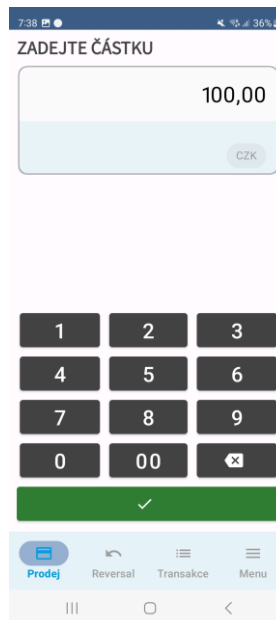 7:38 36%
ZADEJTE ČÁSTKU
100,00
CZK
1 2 3
4 5 6
7 8 9
0 00
Prodej Reversal Transakce Menu